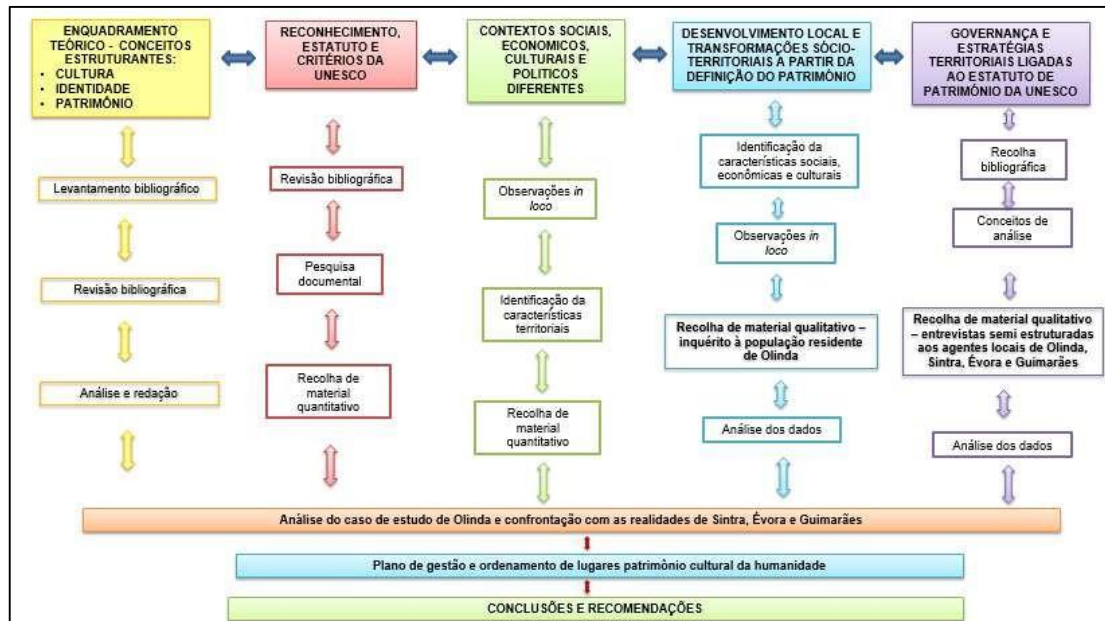 ENQUADRAMENTO
TEÓRICO - CONCEITOS
ESTRUTURANTES:
• CULTURA
• IDENTIDADE
• PATRIMÔNIO
Levantamento bibliográfico
Revisão bibliográfica
Análise e redação
RECONHECIMENTO,
ESTATUTO E
CRITÉRIOS DA
UNESCO
Revisão bibliográfica
Pesquisa
documental
Recolha de
material
quantitativo
CONTEXTOS SOCIAIS,
ECONOMICOS,
CULTURAIS E
POLITICOS
DIFERENTES
Observações in
loco
Identificação da
características
territoriais
Recolha de
material
quantitativo
DESENVOLVIMENTO LOCAL E
TRANSFORMAÇÕES SÓCIO-
TERRITORIAIS A PARTIR DA
DEFINIÇÃO DO PATRIMÓNIO
Identificação da
características sociais,
econômicas e culturais
Observações in
loco
Recolha de material qualitativo –
inquérito à população residente
de Olinda
Análise dos dados
GOVERNANÇA E
ESTRATÉGIAS
TERRITORIAIS LIGADAS
AO ESTATUTO DE
PATRIMÓNIO DA UNESCO
Recolha
bibliográfica
Conceitos de
análise
Recolha de material qualitativo
– entrevistas semi estruturadas
aos agentes locais de Olinda,
Sintra, Évora e Guimarães
Análise dos dados
Análise do caso de estudo de Olinda e confrontação com as realidades de Sintra, Évora e Guimarães
Plano de gestão e ordenamento de lugares patrimònio cultural da humanidade
CONCLUSÕES E RECOMENDAÇÕES